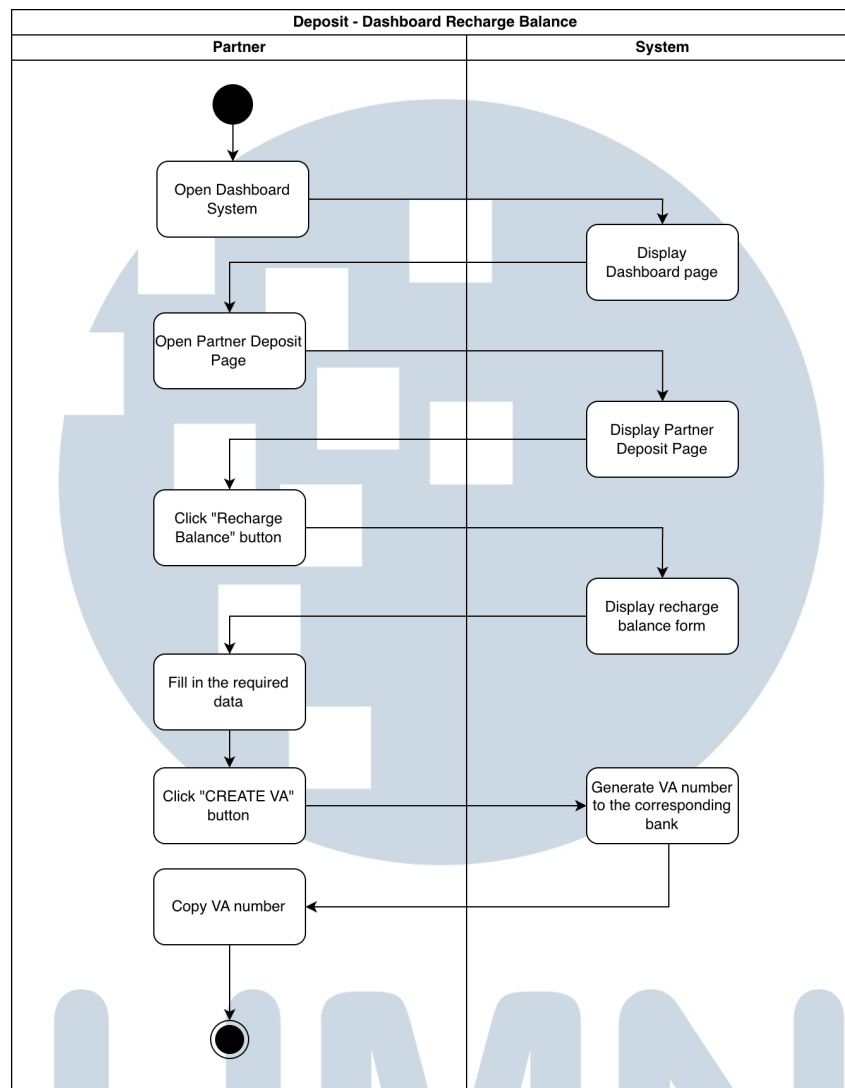 Deposit - Dashboard Recharge Balance
Partner
System
Open Dashboard
System
Display
Dashboard page
Open Partner Deposit
Page
Display Partner
Deposit Page
Click "Recharge
Balance" button
Display recharge
balance form
Fill in the required
data
Click "CREATE VA"
button
Generate VA number
to the corresponding
bank
Copy VA number
UMN